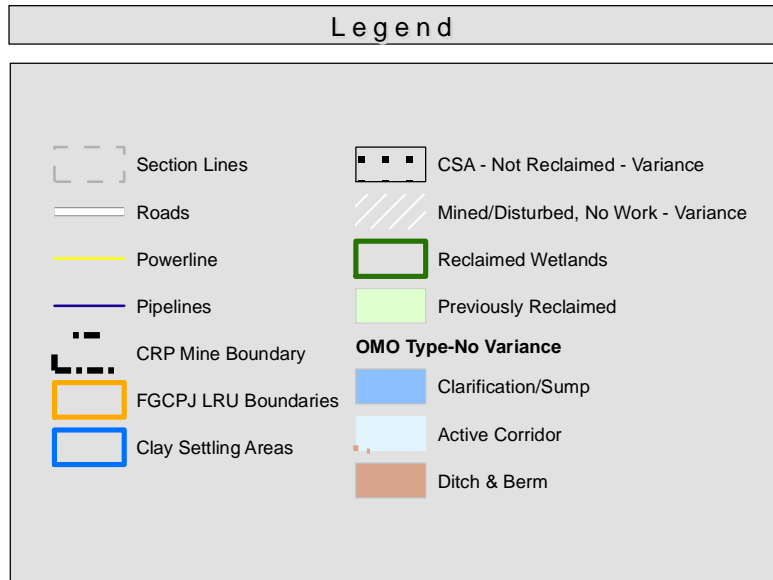 Legend
Section Lines
Roads
Powerline
Pipelines
CRP Mine Boundary
FGCPJ LRU Boundaries
Clay Settling Areas
CSA - Not Reclaimed - Variance
Mined/Disturbed, No Work - Variance
Reclaimed Wetlands
Previously Reclaimed
OMO Type-No Variance
Clarification/Sump
Active Corridor
Ditch & Berm